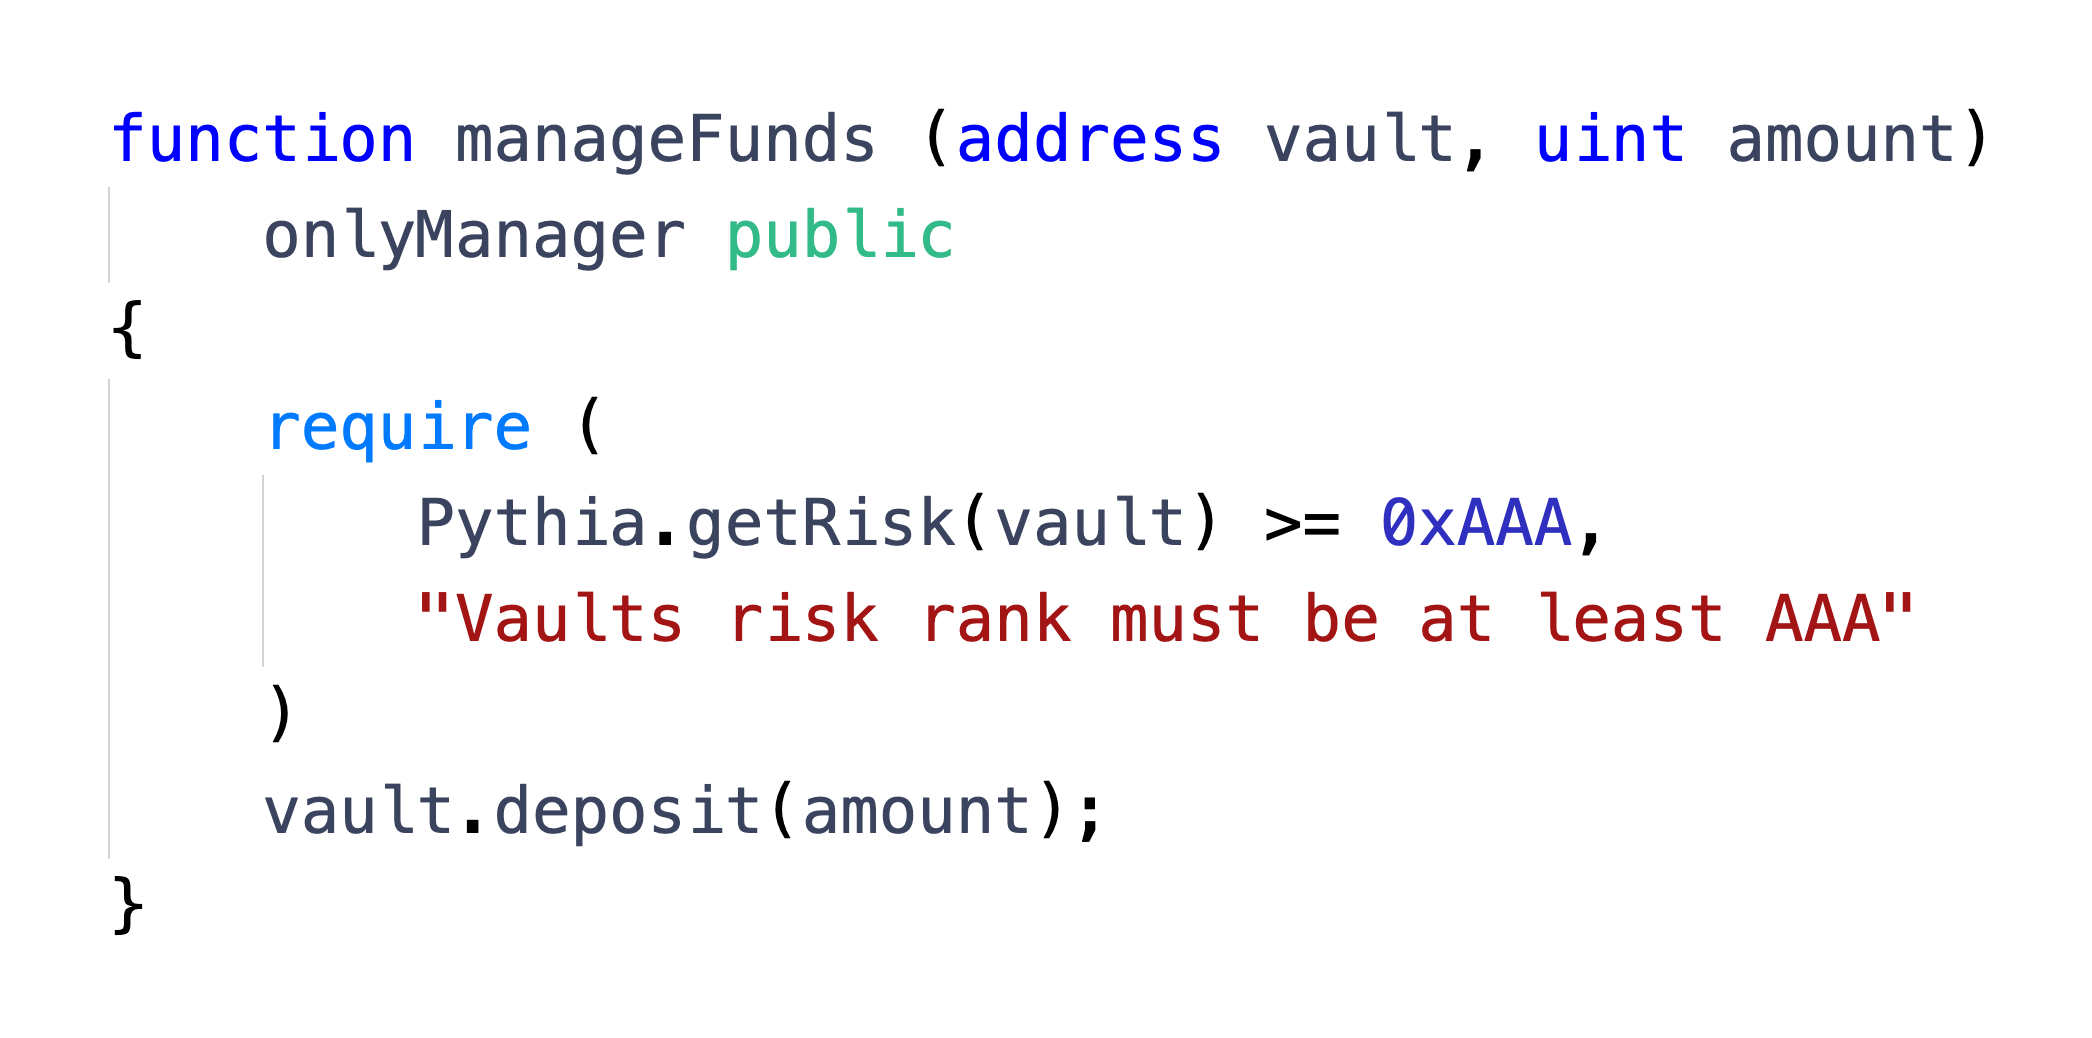 function manageFunds (address vault, uint amount)
    onlyManager public
{
    require (
        Pythia.getRisk(vault) >= 0xAAA,
        "Vaults risk rank must be at least AAA"
    )
    vault.deposit(amount);
}